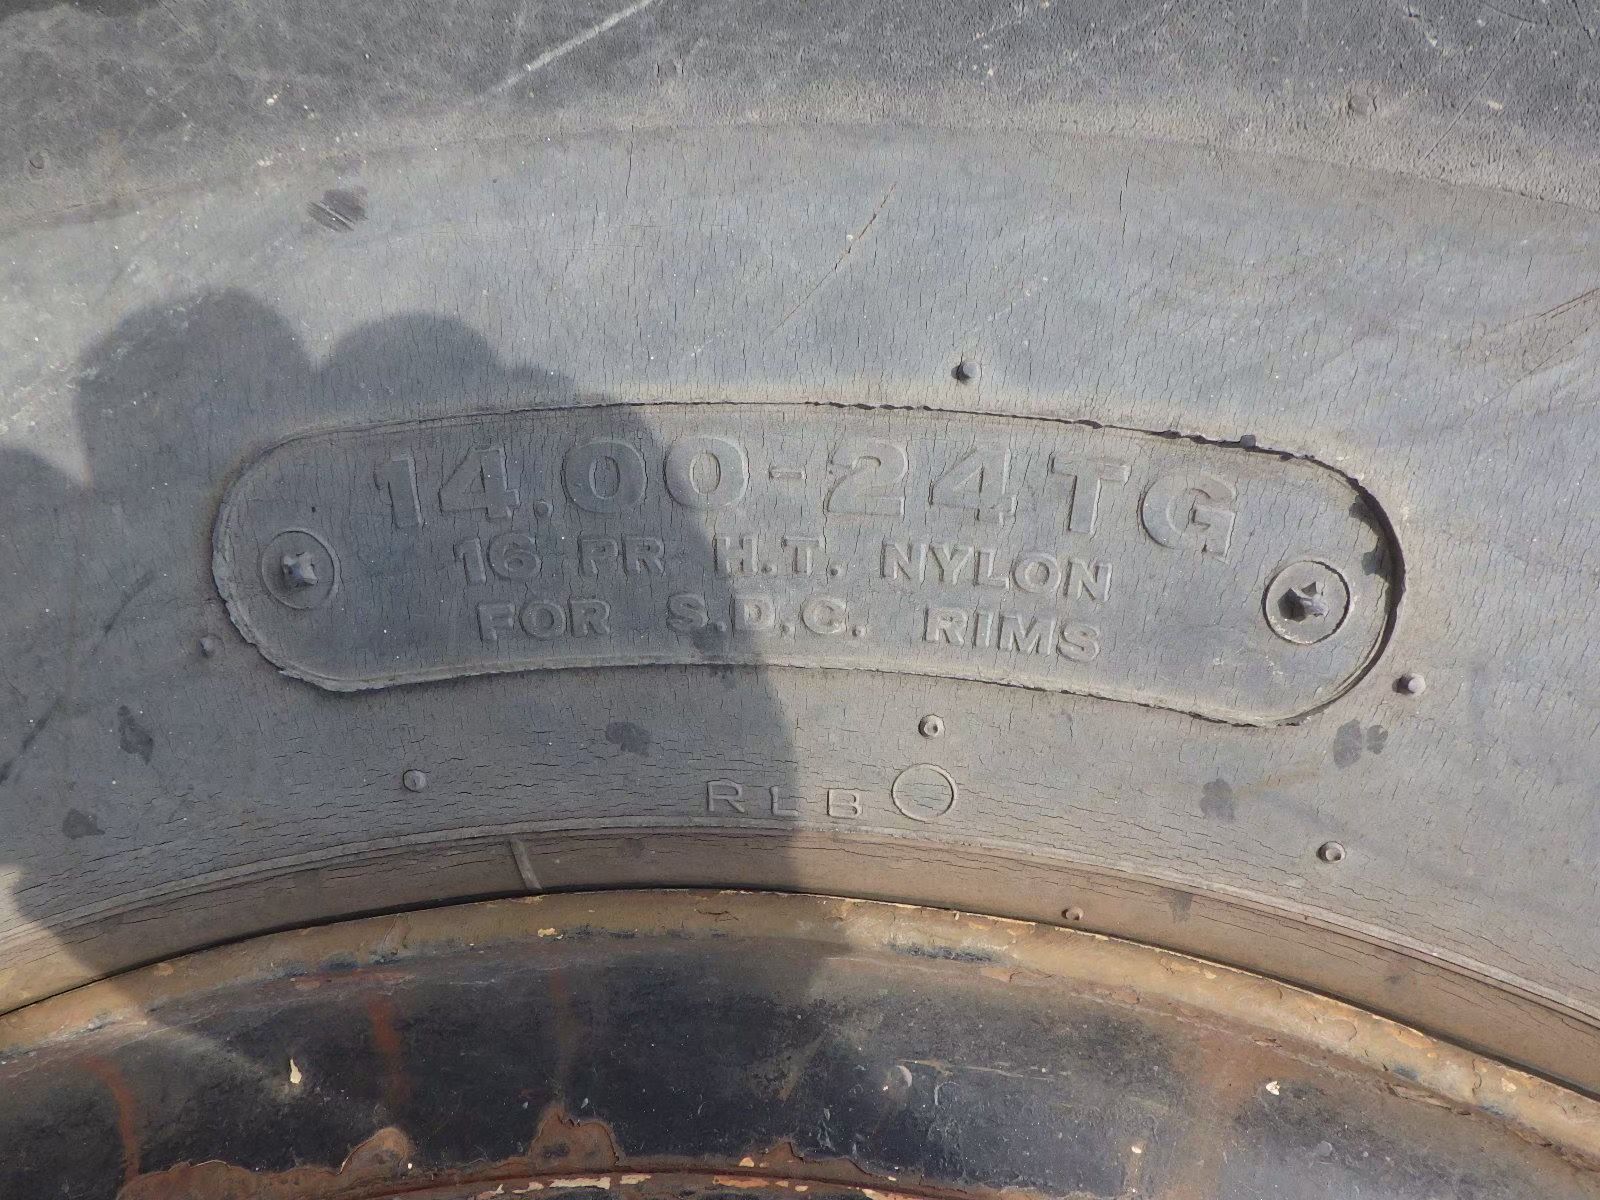 14.00-24TG
16 PR H.T. NYLON
FOR S.D.C. RIMS
RLB